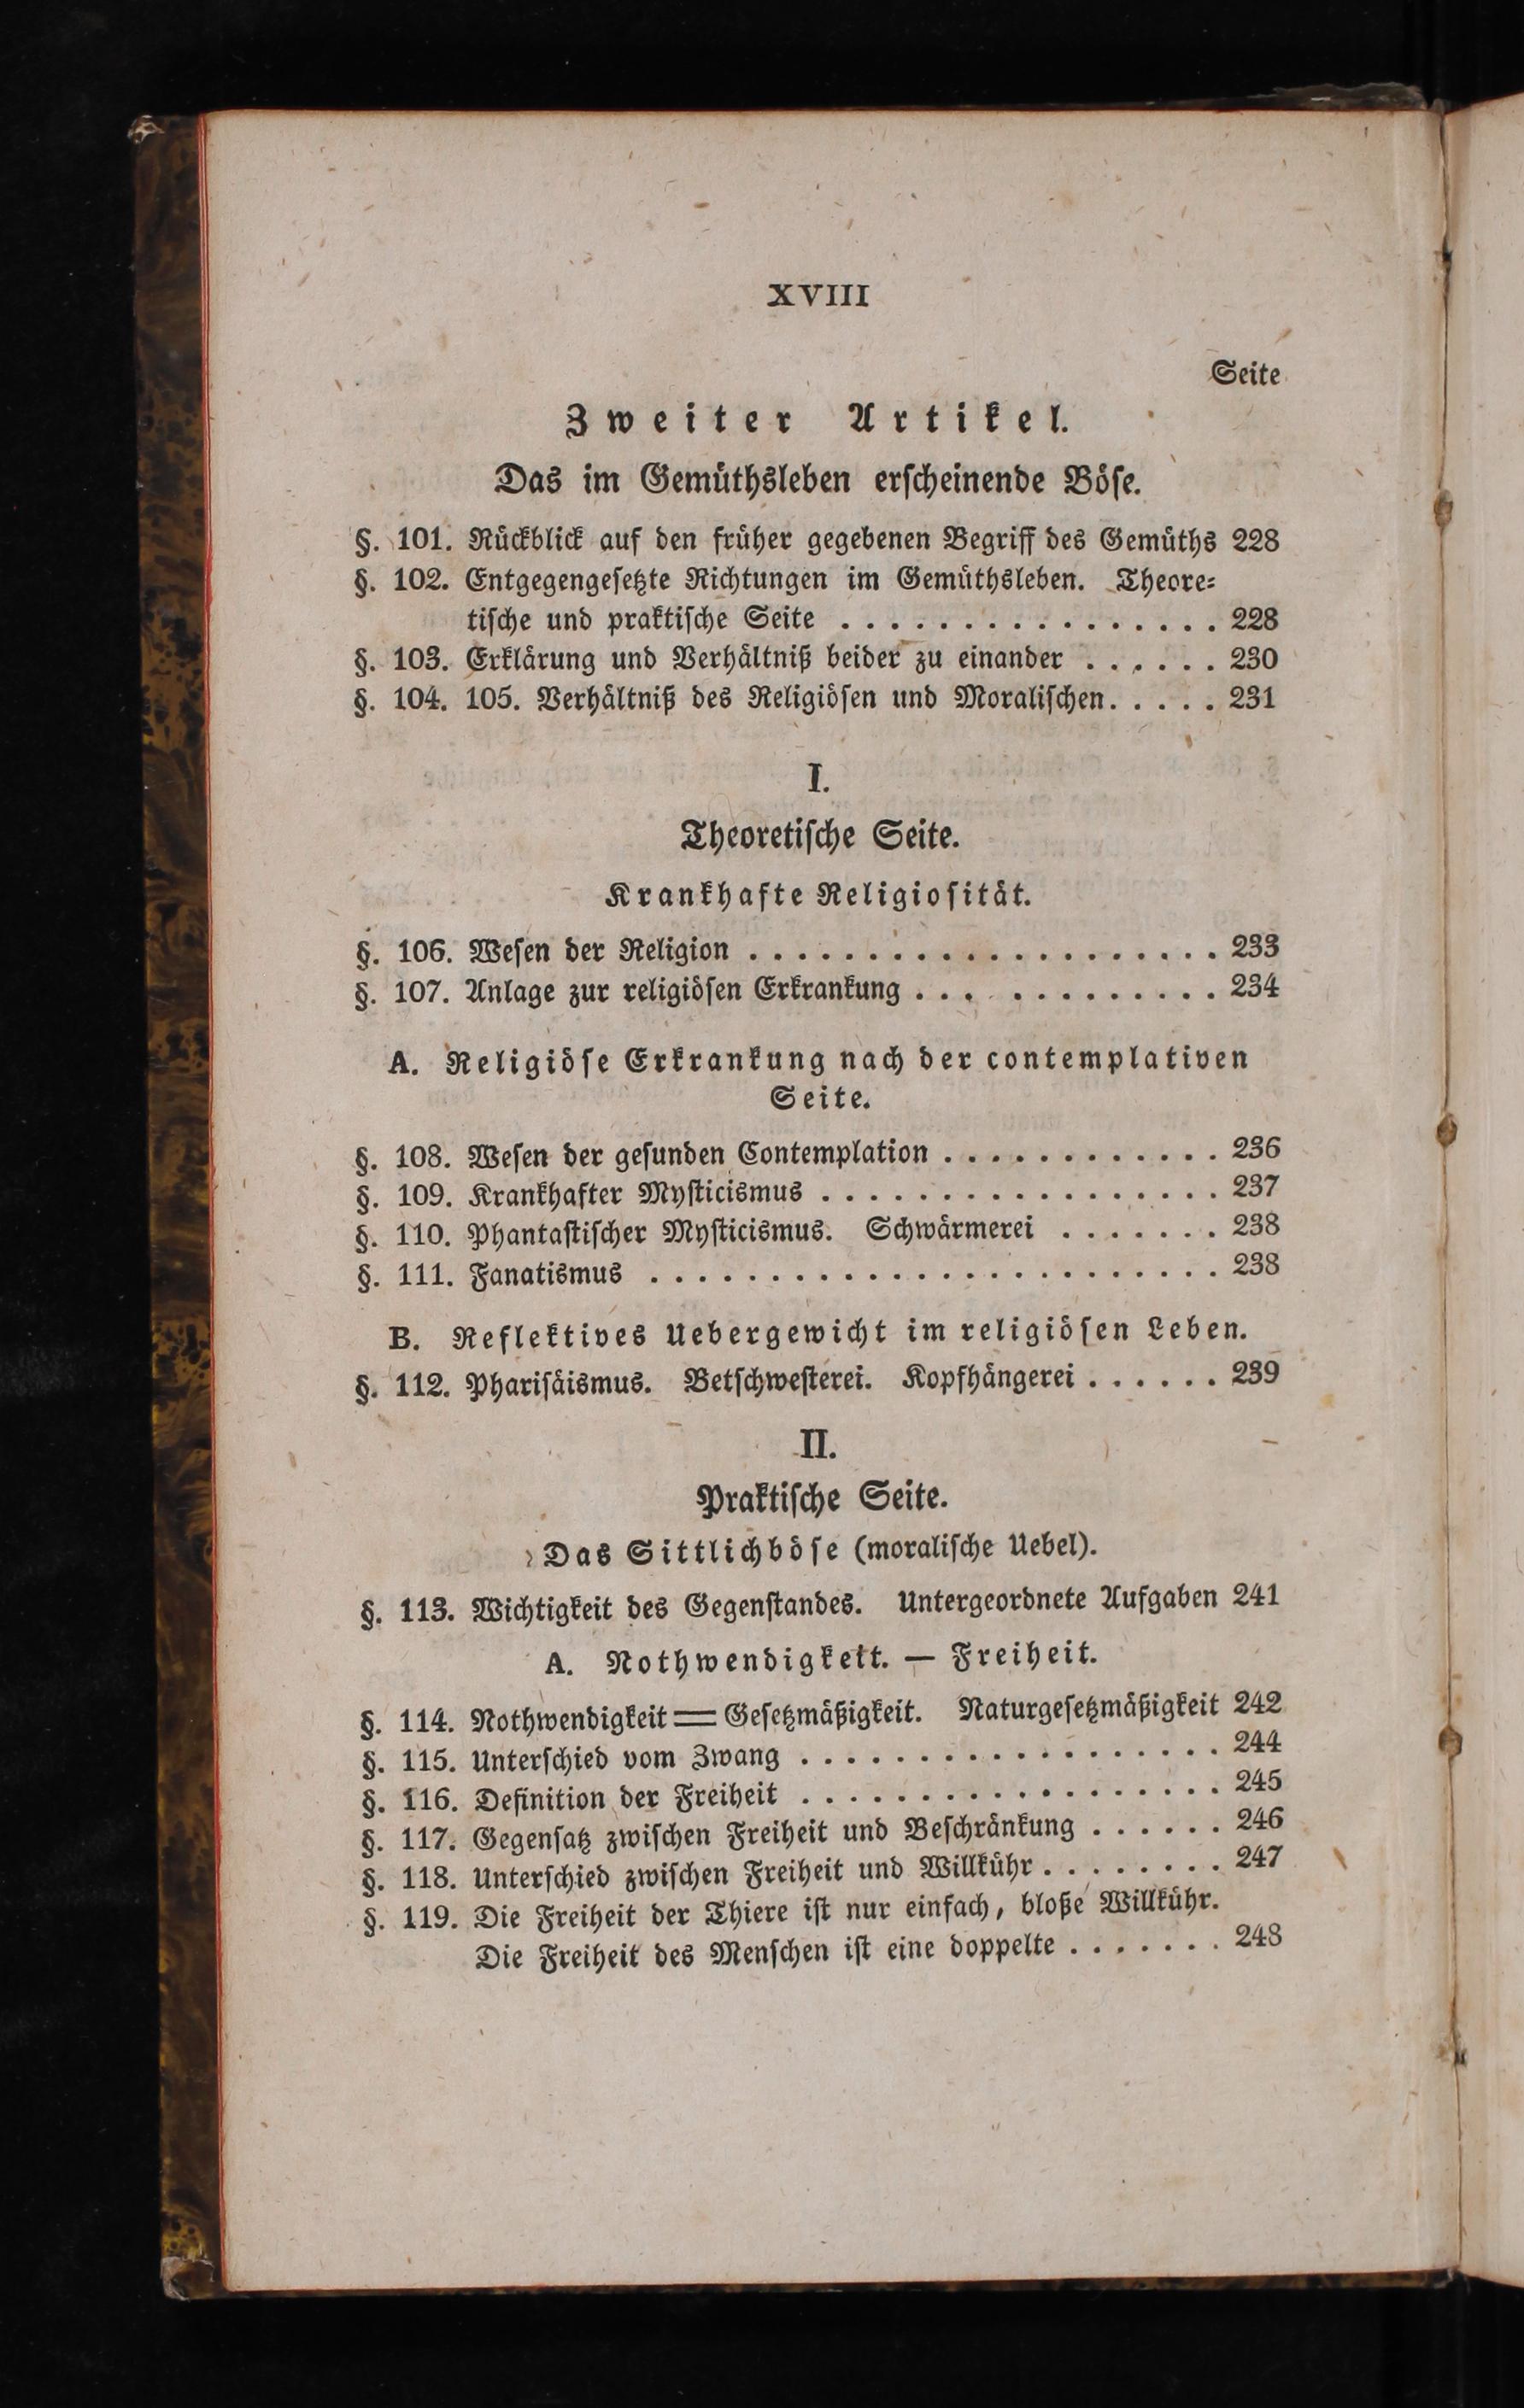 XVIII
Seite
Zweiter Artikel.
Das im Gemüthsleben erscheinende Böse.
§. 101. Rückblick auf den früher gegebenen Begriff des Gemüths 228
§. 102. Entgegengesetzte Richtungen im Gemüthsleben. Theore-
tische und praktische Seite . . . . . . . . . . . . . . . . 228
§. 103. Erklärung und Verhältniß beider zu einander . . . . . . 230
§. 104. 105. Verhältniß des Religiösen und Moralischen. . . . . 231
I.
Theoretische Seite.
Krankhafte Religiosität.
§. 106. Wesen der Religion . . . . . . . . . . . . . . . . . . . . 233
§. 107. Anlage zur religiösen Erkrankung . . . . . . . . . . . . 234
A. Religiöse Erkrankung nach der contemplativen
Seite.
§. 108. Wesen der gesunden Contemplation . . . . . . . . . . . . 236
§. 109. Krankhafter Mysticismus . . . . . . . . . . . . . . . . . 237
§. 110. Phantastischer Mysticismus. Schwärmerei . . . . . . . 238
§. 111. Fanatismus . . . . . . . . . . . . . . . . . . . . . . . . 238
B. Reflektives Uebergewicht im religiösen Leben.
§. 112. Pharisäismus. Betschwesterei. Kopfhängerei . . . . . . 239
II.
Praktische Seite.
Das Sittlichböse (moralische Uebel).
§. 113. Wichtigkeit des Gegenstandes. Untergeordnete Aufgaben 241
A. Nothwendigkeit. — Freiheit.
§. 114. Nothwendigkeit = Gesetzmäßigkeit. Naturgesetzmäßigkeit 242
§. 115. Unterschied vom Zwang . . . . . . . . . . . . . . . . . . 244
§. 116. Definition der Freiheit . . . . . . . . . . . . . . . . . . 245
§. 117. Gegensatz zwischen Freiheit und Beschränkung . . . . . . 246
§. 118. Unterschied zwischen Freiheit und Willkühr . . . . . . . . 247
§. 119. Die Freiheit der Thiere ist nur einfach, bloße Willkühr.
Die Freiheit des Menschen ist eine doppelte . . . . . . . 248